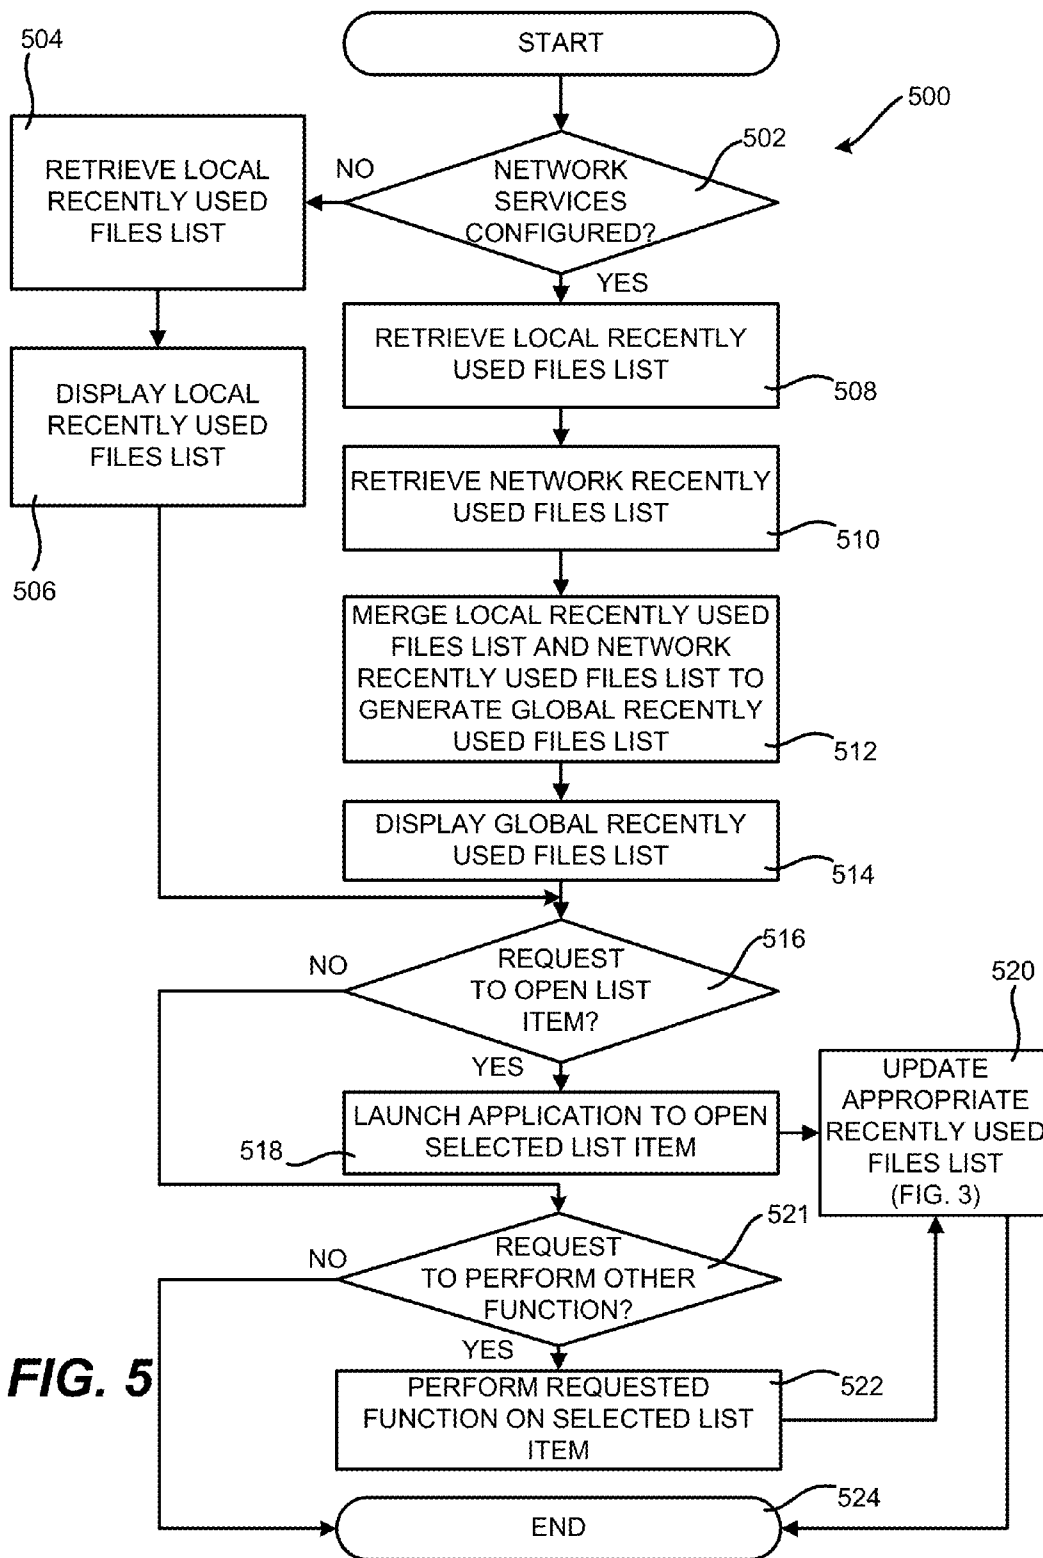 START
504
500
502
NETWORK
SERVICES
CONFIGURED?
NO
YES
RETRIEVE LOCAL
RECENTLY USED
FILES LIST
RETRIEVE LOCAL RECENTLY
USED FILES LIST
508
DISPLAY LOCAL
RECENTLY USED
FILES LIST
506
RETRIEVE NETWORK RECENTLY
USED FILES LIST
510
MERGE LOCAL RECENTLY USED
FILES LIST AND NETWORK
RECENTLY USED FILES LIST TO
GENERATE GLOBAL RECENTLY
USED FILES LIST
512
DISPLAY GLOBAL RECENTLY
USED FILES LIST
514
516
REQUEST
TO OPEN LIST
ITEM?
NO
YES
520
LAUNCH APPLICATION TO OPEN
SELECTED LIST ITEM
518
UPDATE
APPROPRIATE
RECENTLY USED
FILES LIST
(FIG. 3)
521
REQUEST
TO PERFORM OTHER
FUNCTION?
NO
YES
FIG. 5
PERFORM REQUESTED
FUNCTION ON SELECTED LIST
ITEM
522
524
END